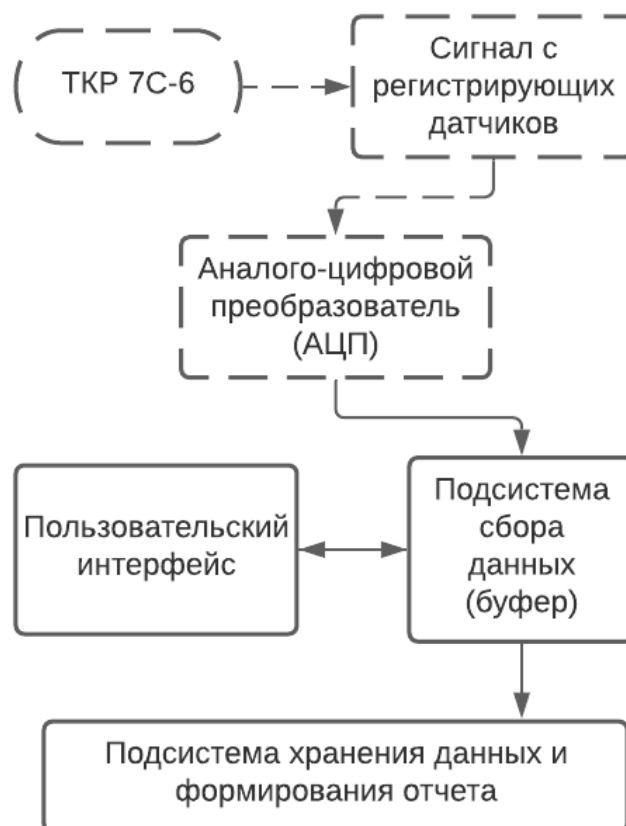 ТКР 7С-6
Сигнал с
регистрирующих
датчиков
Аналого-цифровой
преобразователь
(АЦП)
Пользовательский
интерфейс
Подсистема
сбора
данных
(буфер)
Подсистема хранения данных и
формирования отчета